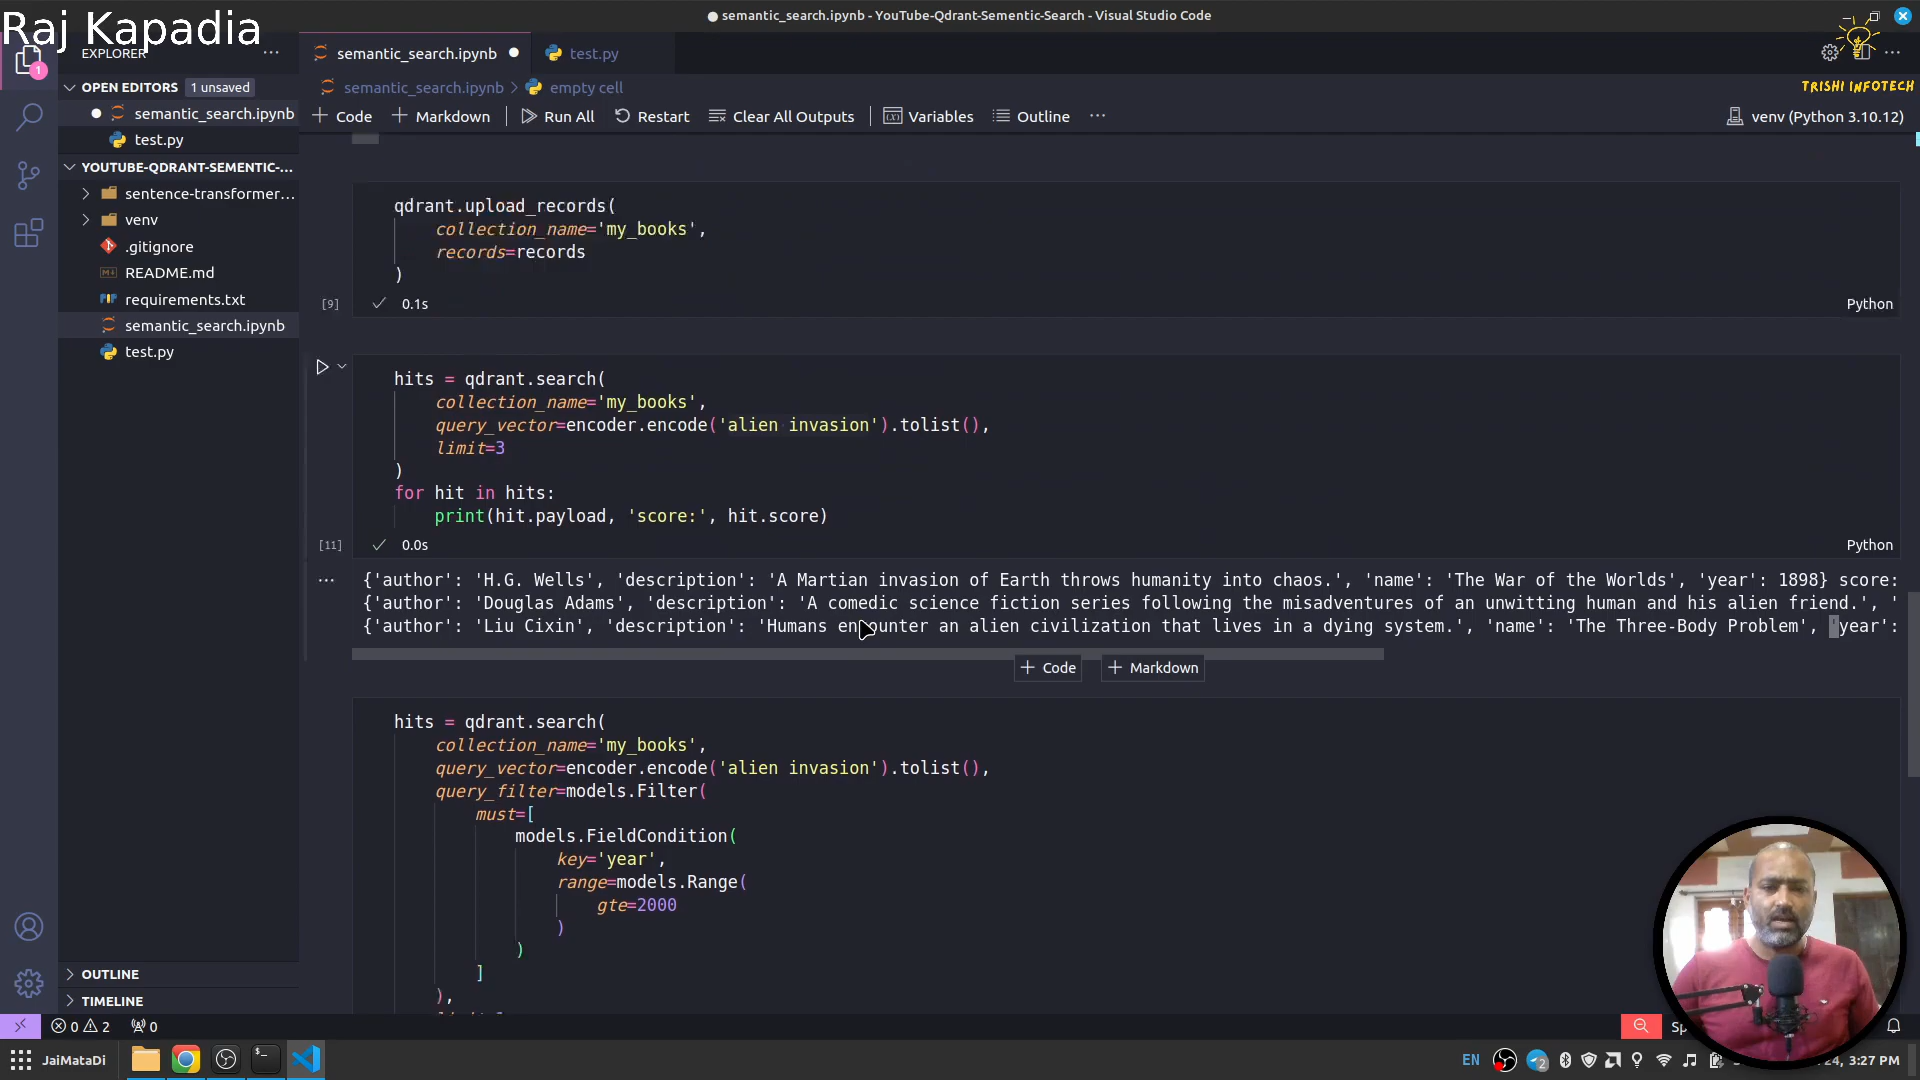 Raj Kapadia
semantic_search.ipynb - YouTube-Qdrant-Sementic-Search - Visual Studio Code
EXPLORER
semantic_search.ipynb
test.py
TRISHI INFOTECH
OPEN EDITORS
1 unsaved
semantic_search.ipynb > empty cell
semantic_search.ipynb
test.py
Code
Markdown
Run All
Restart
Clear All Outputs
Variables
Outline
venv (Python 3.10.12)
YOUTUBE-QDRANT-SEMENTIC-...
sentence-transformer...
venv
.gitignore
README.md
requirements.txt
semantic_search.ipynb
test.py
qdrant.upload_records(
collection_name='my_books',
records=records
)
[9] 0.1s
Python
hits = qdrant.search(
collection_name='my_books',
query_vector=encoder.encode('alien invasion').tolist(),
limit=3
)
for hit in hits:
print(hit.payload, 'score:', hit.score)
[11] 0.0s
Python
{'author': 'H.G. Wells', 'description': 'A Martian invasion of Earth throws humanity into chaos.', 'name': 'The War of the Worlds', 'year': 1898} score:
{'author': 'Douglas Adams', 'description': 'A comedic science fiction series following the misadventures of an unwitting human and his alien friend.', '
{'author': 'Liu Cixin', 'description': 'Humans encounter an alien civilization that lives in a dying system.', 'name': 'The Three-Body Problem', 'year':
Code
Markdown
hits = qdrant.search(
collection_name='my_books',
query_vector=encoder.encode('alien invasion').tolist(),
query_filter=models.Filter(
must=[
models.FieldCondition(
key='year',
range=models.Range(
gte=2000
)
)
]
),
OUTLINE
TIMELINE
0 2 0
JaiMataDi
EN
2
24, 3:27 PM